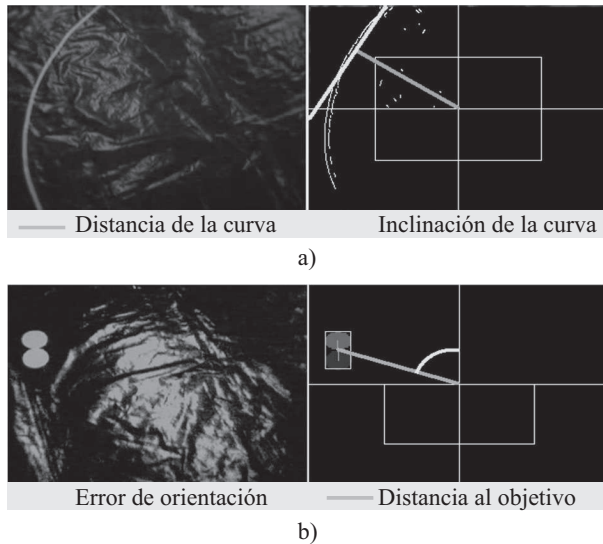 Distancia de la curva Inclinación de la curva
a)
Error de orientación Distancia al objetivo
b)